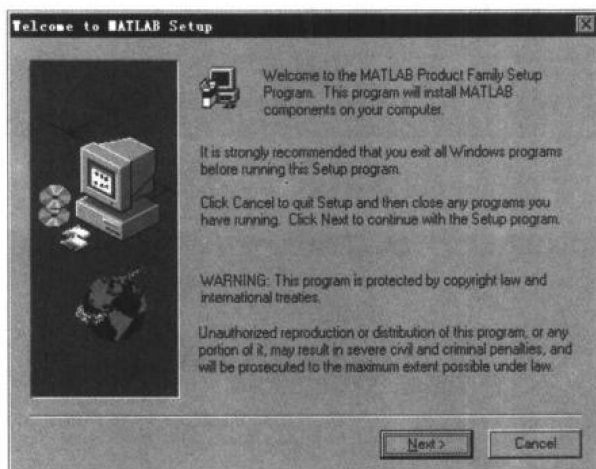 Welcome to MATLAB Setup
Welcome to the MATLAB Product Family Setup
Program. This program will install MATLAB
components on your computer.
It is strongly recommended that you exit all Windows programs
before running this Setup program.
Click Cancel to quit Setup and then close any programs you
have running. Click Next to continue with the Setup program.
WARNING: This program is protected by copyright law and
international treaties.
Unauthorized reproduction or distribution of this program, or any
portion of it, may result in severe civil and criminal penalties, and
will be prosecuted to the maximum extent possible under law.
Next >
Cancel